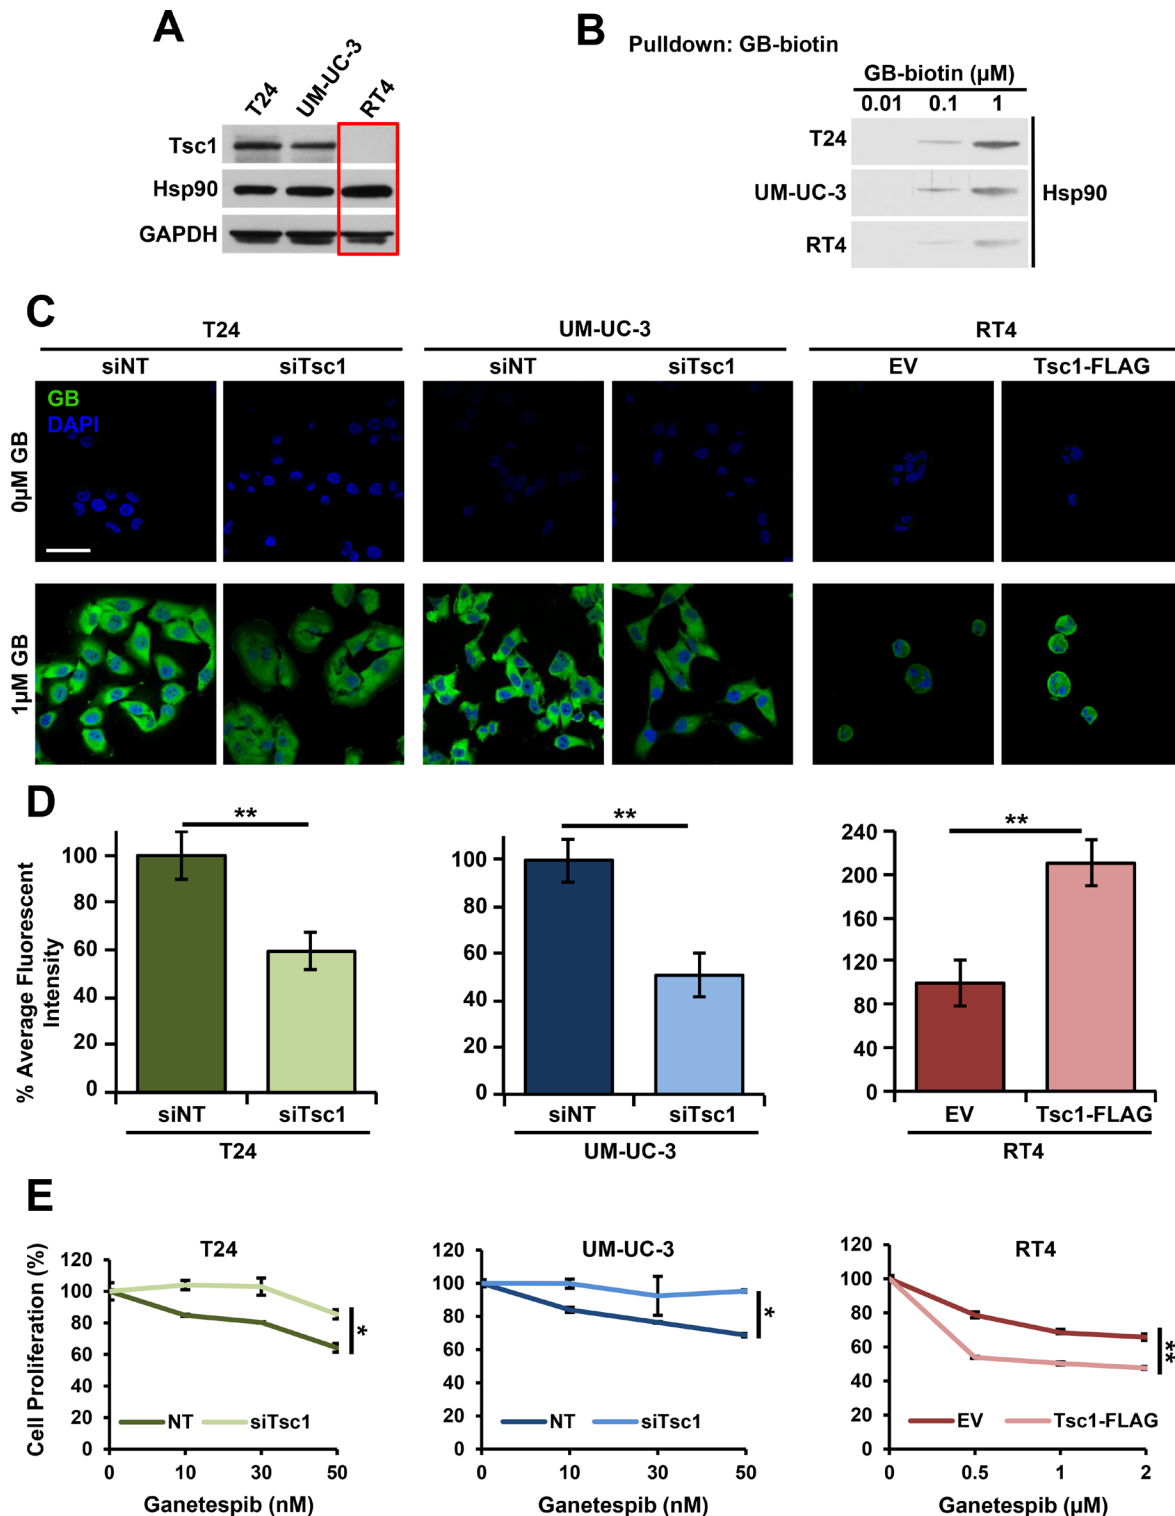 A
T24 UM-UC-3 RT4
Tsc1
Hsp90
GAPDH
B
Pulldown: GB-biotin
GB-biotin (µM)
0.01 0.1 1
T24
UM-UC-3
RT4
Hsp90
C
T24 UM-UC-3 RT4
siNT siTsc1 siNT siTsc1 EV Tsc1-FLAG
GB
DAPI
0µM GB
1µM GB
D
% Average Fluorescent
Intensity
100
80
60
40
20
0
**
siNT siTsc1
T24
100
80
60
40
20
0
**
siNT siTsc1
UM-UC-3
240
200
160
120
80
40
0
**
EV Tsc1-FLAG
RT4
E
Cell Proliferation (%)
T24
120
100
80
60
40
20
0
*
NT siTsc1
0 10 30 50
Ganetespib (nM)
UM-UC-3
120
100
80
60
40
20
0
*
NT siTsc1
0 10 30 50
Ganetespib (nM)
RT4
120
100
80
60
40
20
0
**
EV Tsc1-FLAG
0 0.5 1 2
Ganetespib (µM)